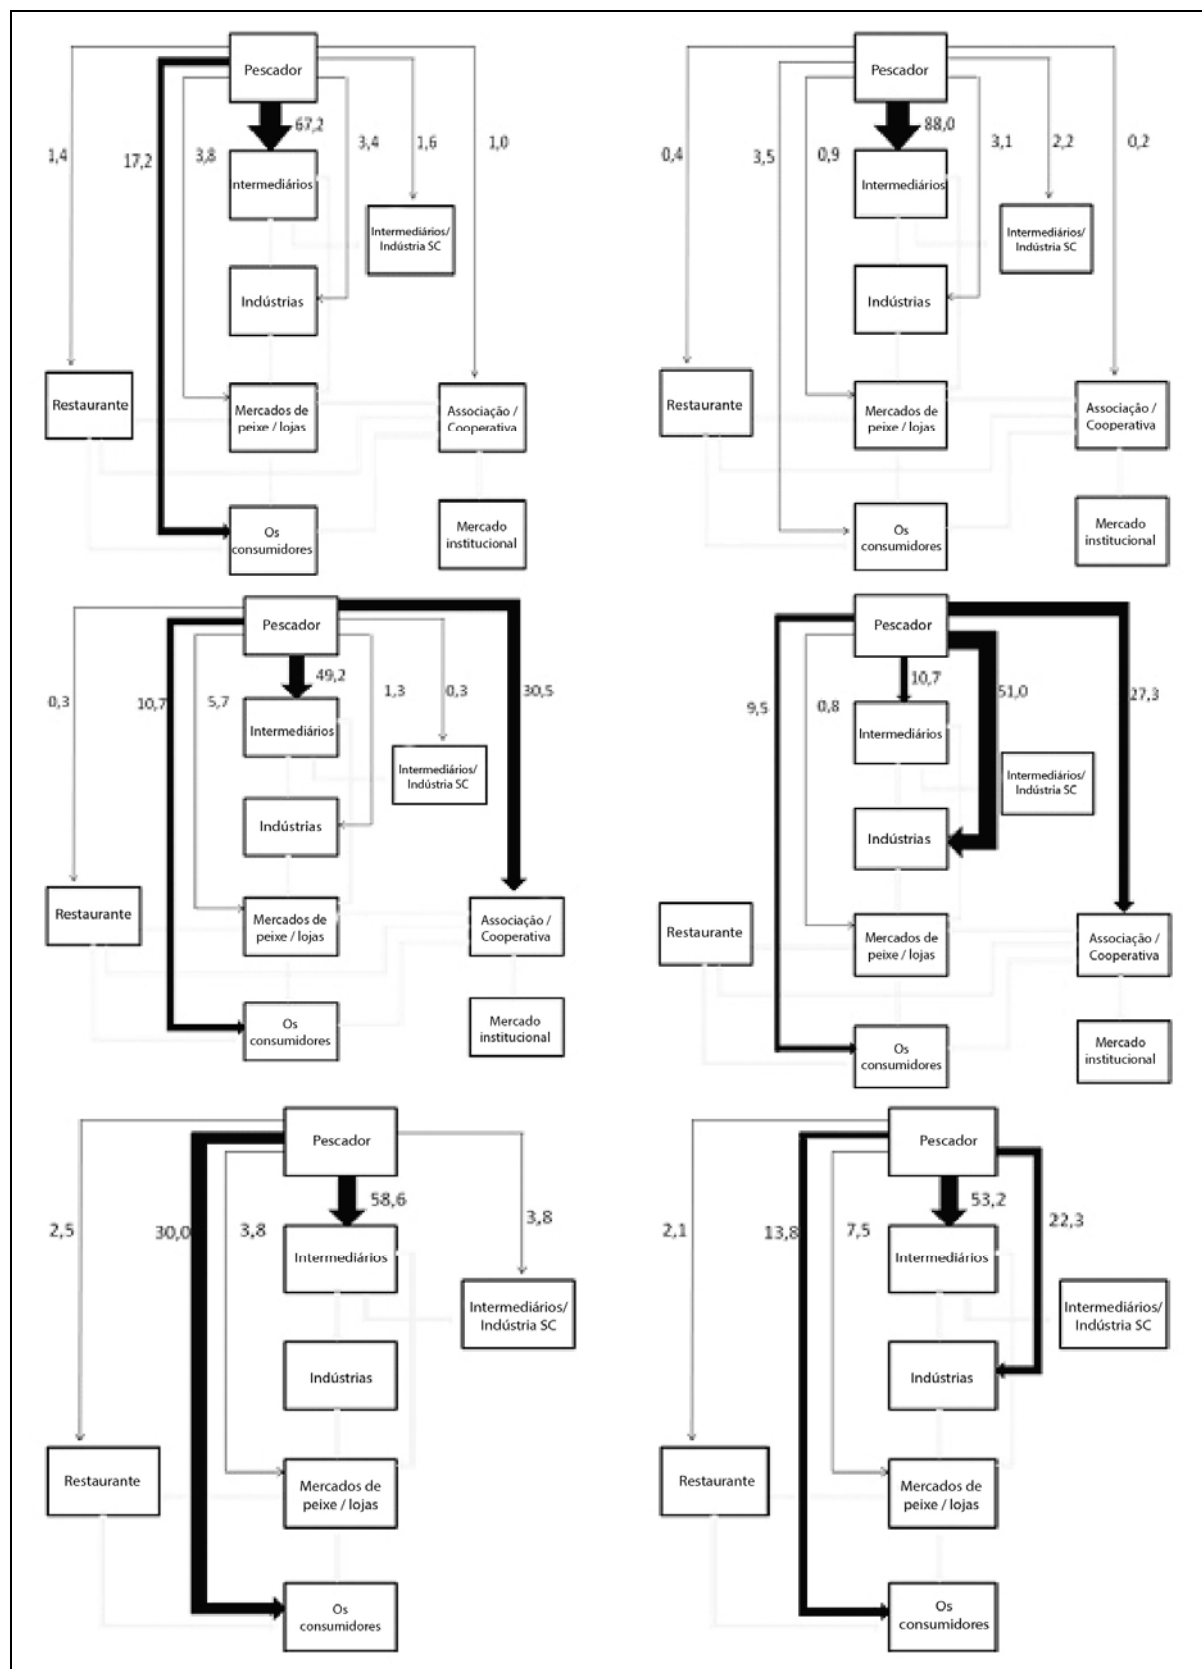 Pescador
67,2
1,4
17,2
3,8
3,4
1,6
1,0
ntermediários
Intermediários/
Indústria SC
Indústrias
Restaurante
Mercados de
peixe / lojas
Associação /
Cooperativa
Os
consumidores
Mercado
institucional
Pescador
88,0
0,4
3,5
0,9
3,1
2,2
0,2
Intermediários
Intermediários/
Indústria SC
Indústrias
Restaurante
Mercados de
peixe / lojas
Associação /
Cooperativa
Os
consumidores
Mercado
institucional
Pescador
49,2
0,3
10,7
5,7
1,3
0,3
30,5
Intermediários
Intermediários/
Indústria SC
Indústrias
Restaurante
Mercados de
peixe / lojas
Associação /
Cooperativa
Os
consumidores
Mercado
institucional
Pescador
10,7
9,5
0,8
51,0
27,3
Intermediários
Intermediários/
Indústria SC
Indústrias
Restaurante
Mercados de
peixe / lojas
Associação /
Cooperativa
Os
consumidores
Mercado
institucional
Pescador
58,6
2,5
30,0
3,8
3,8
Intermediários
Intermediários/
Indústria SC
Indústrias
Restaurante
Mercados de
peixe / lojas
Os
consumidores
Pescador
53,2
2,1
13,8
7,5
22,3
Intermediários
Intermediários/
Indústria SC
Indústrias
Restaurante
Mercados de
peixe / lojas
Os
consumidores